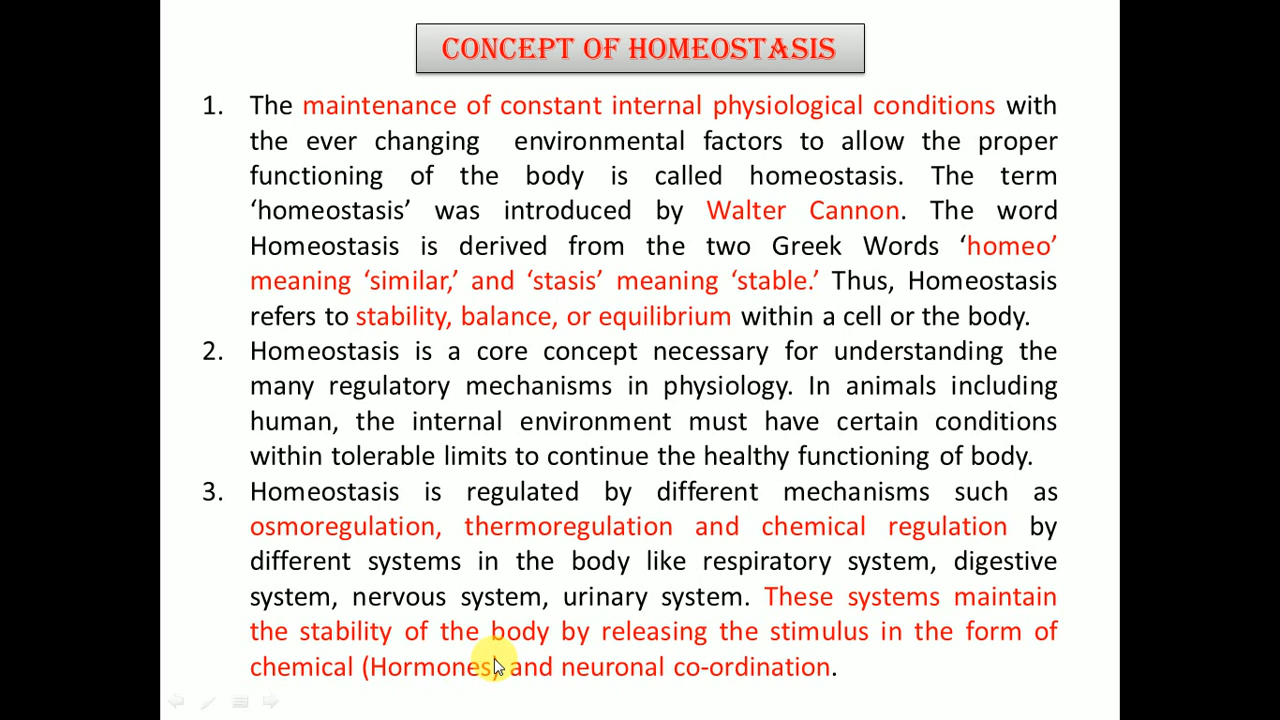 CONCEPT OF HOMEOSTASIS
1. The maintenance of constant internal physiological conditions with
the ever changing environmental factors to allow the proper
functioning of the body is called homeostasis. The term
‘homeostasis’ was introduced by Walter Cannon. The word
Homeostasis is derived from the two Greek Words ‘homeo’
meaning ‘similar,’ and ‘stasis’ meaning ‘stable.’ Thus, Homeostasis
refers to stability, balance, or equilibrium within a cell or the body.
2. Homeostasis is a core concept necessary for understanding the
many regulatory mechanisms in physiology. In animals including
human, the internal environment must have certain conditions
within tolerable limits to continue the healthy functioning of body.
3. Homeostasis is regulated by different mechanisms such as
osmoregulation, thermoregulation and chemical regulation by
different systems in the body like respiratory system, digestive
system, nervous system, urinary system. These systems maintain
the stability of the body by releasing the stimulus in the form of
chemical (Hormones) and neuronal co-ordination.